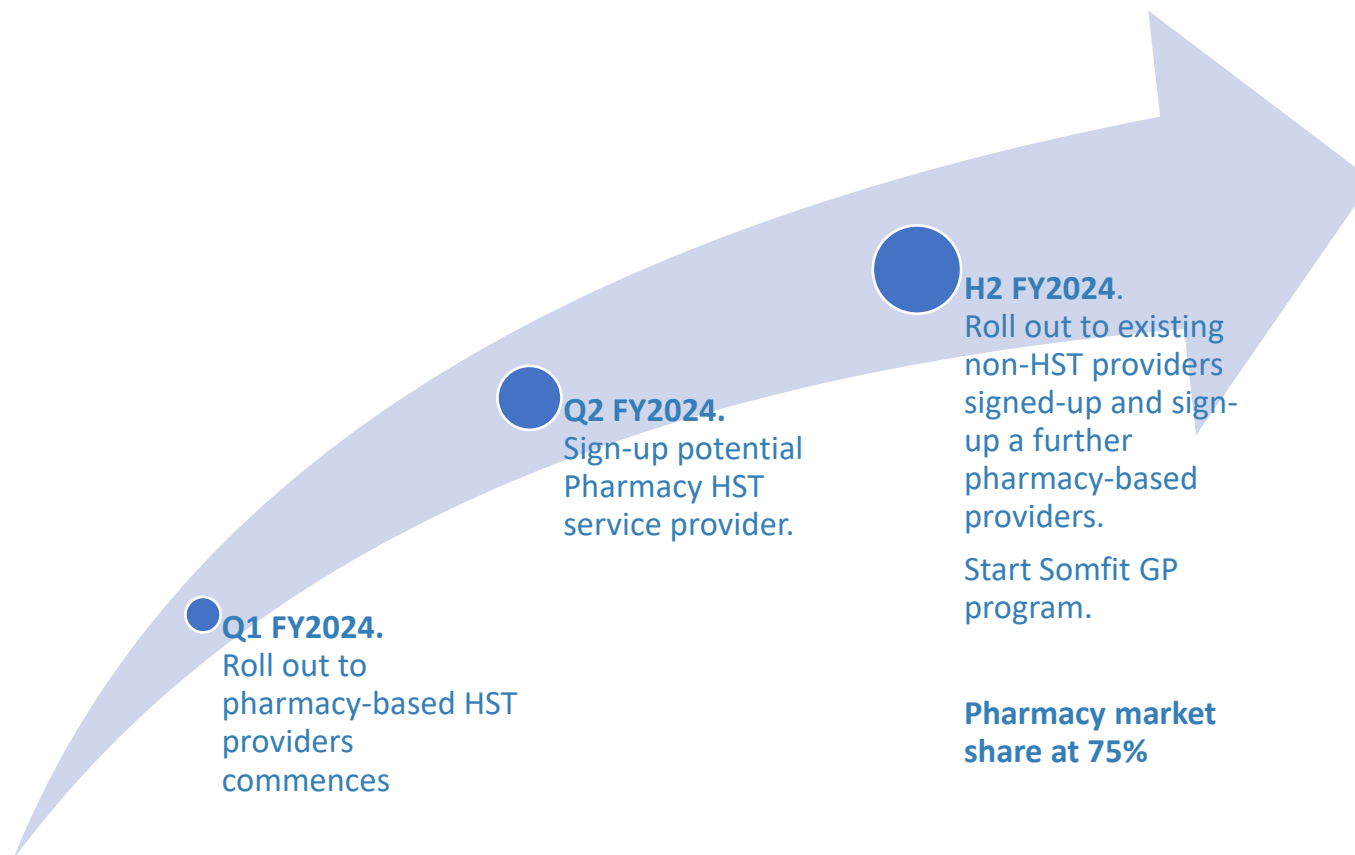 Q1 FY2024.
Roll out to
pharmacy-based HST
providers
commences
Q2 FY2024.
Sign-up potential
Pharmacy HST
service provider.
H2 FY2024.
Roll out to existing
non-HST providers
signed-up and sign-
up a further
pharmacy-based
providers.
Start Somfit GP
program.
Pharmacy market
share at 75%